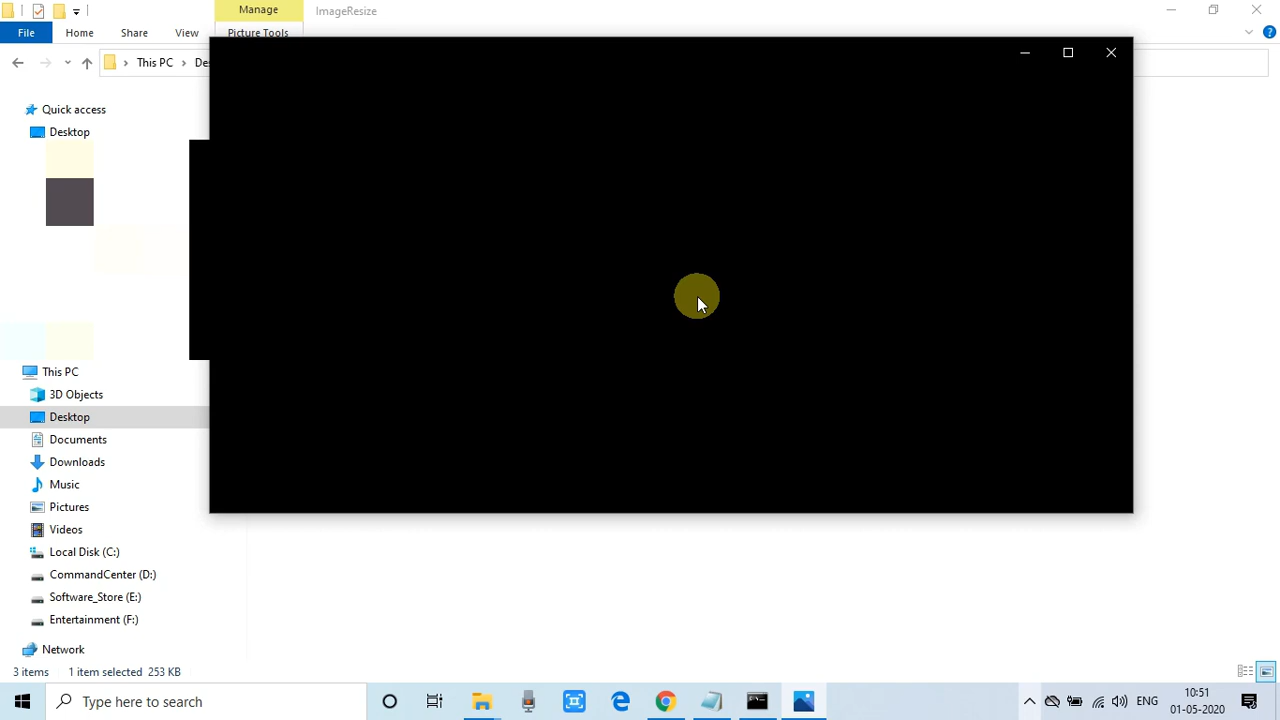 Manage
ImageResize
File
Home
Share
View
Picture Tools
This PC
Quick access
Desktop
This PC
3D Objects
Desktop
Documents
Downloads
Music
Pictures
Videos
Local Disk (C:)
CommandCenter (D:)
Software_Store (E:)
Entertainment (F:)
Network
3 items 1 item selected 253 KB
Type here to search
ENG
10:51
01-05-2020